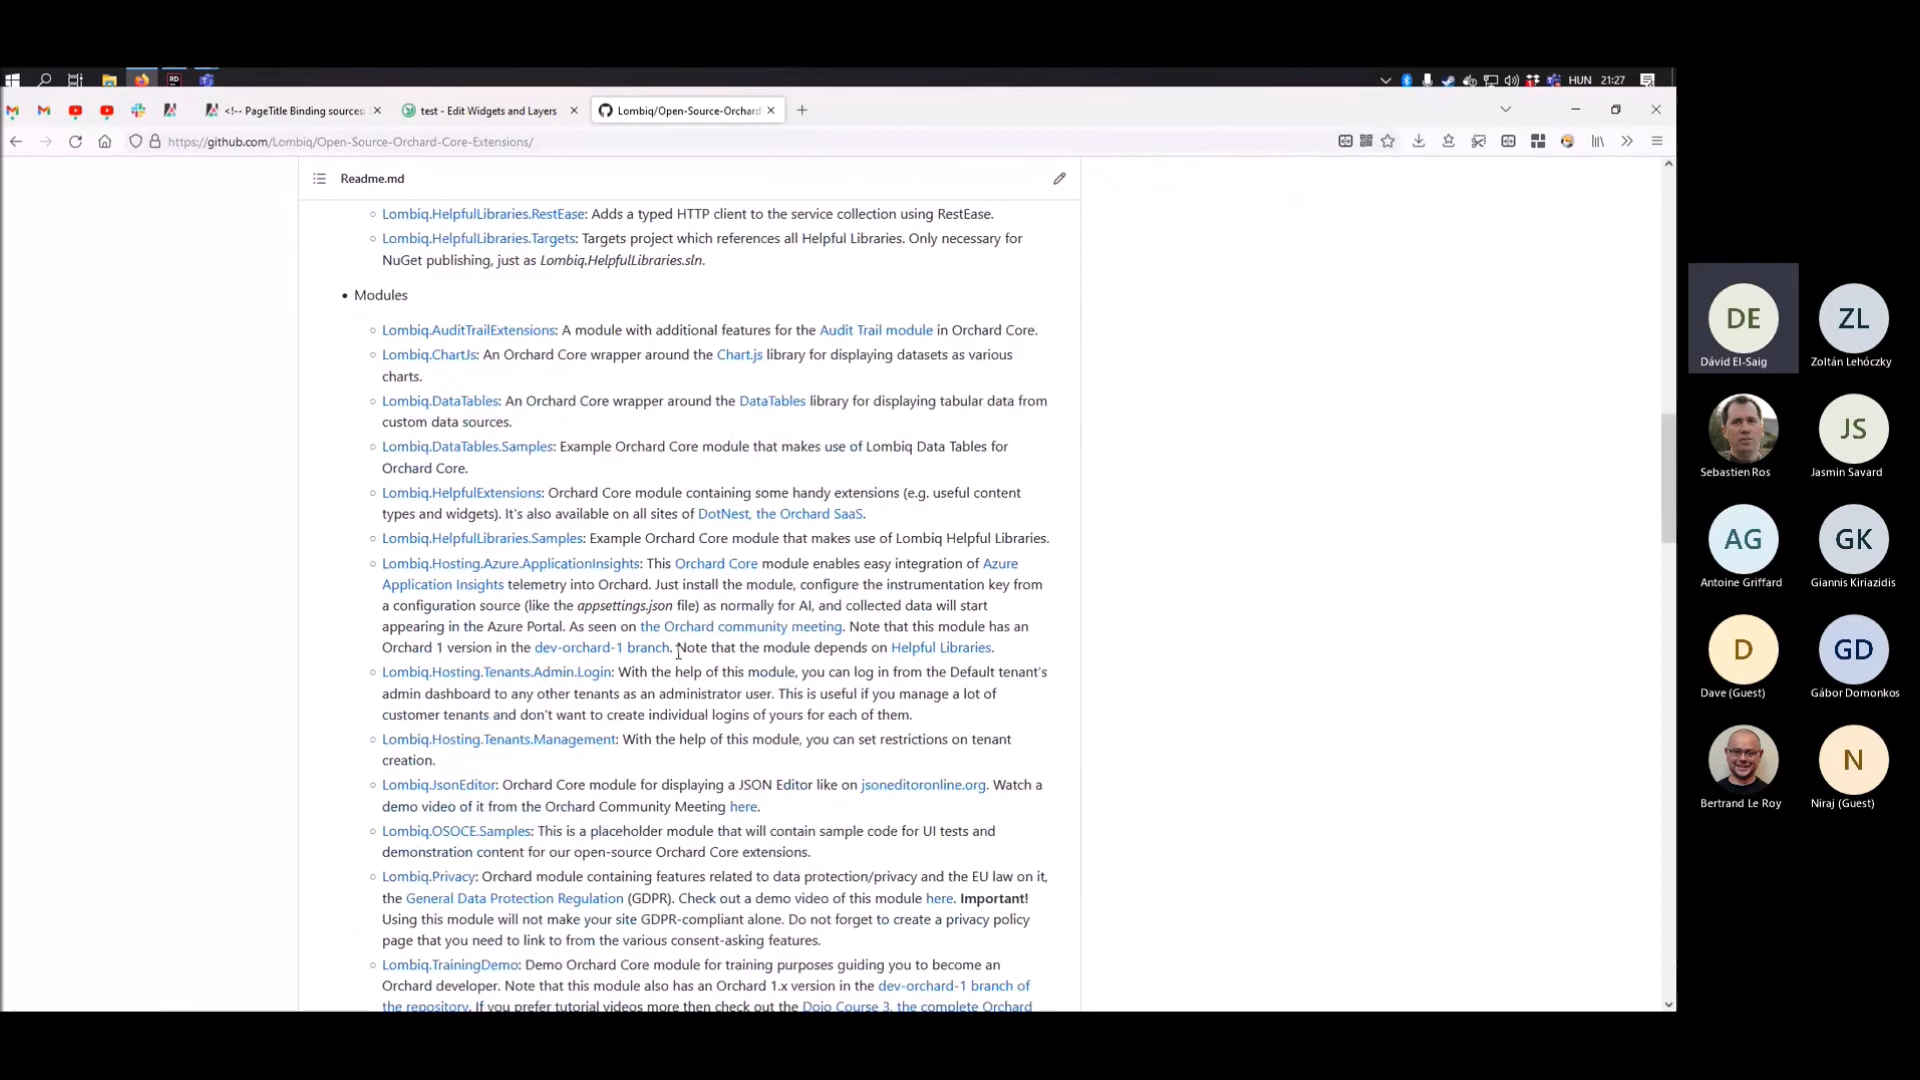 HUN 21:27
<!-- PageTitle Binding sources:
test - Edit Widgets and Layers
Lombiq/Open-Source-Orchard-
https://github.com/Lombiq/Open-Source-Orchard-Core-Extensions/
Readme.md
Lombiq.HelpfulLibraries.RestEase: Adds a typed HTTP client to the service collection using RestEase.
Lombiq.HelpfulLibraries.Targets: Targets project which references all Helpful Libraries. Only necessary for
NuGet publishing, just as Lombiq.HelpfulLibraries.sln.
Modules
Lombiq.AuditTrailExtensions: A module with additional features for the Audit Trail module in Orchard Core.
Lombiq.ChartJs: An Orchard Core wrapper around the Chart.js library for displaying datasets as various
charts.
Lombiq.DataTables: An Orchard Core wrapper around the DataTables library for displaying tabular data from
custom data sources.
Lombiq.DataTables.Samples: Example Orchard Core module that makes use of Lombiq Data Tables for
Orchard Core.
Lombiq.HelpfulExtensions: Orchard Core module containing some handy extensions (e.g. useful content
types and widgets). It's also available on all sites of DotNest, the Orchard SaaS.
Lombiq.HelpfulLibraries.Samples: Example Orchard Core module that makes use of Lombiq Helpful Libraries.
Lombiq.Hosting.Azure.ApplicationInsights: This Orchard Core module enables easy integration of Azure
Application Insights telemetry into Orchard. Just install the module, configure the instrumentation key from
a configuration source (like the appsettings.json file) as normally for AI, and collected data will start
appearing in the Azure Portal. As seen on the Orchard community meeting. Note that this module has an
Orchard 1 version in the dev-orchard-1 branch. Note that the module depends on Helpful Libraries.
Lombiq.Hosting.Tenants.Admin.Login: With the help of this module, you can log in from the Default tenant's
admin dashboard to any other tenants as an administrator user. This is useful if you manage a lot of
customer tenants and don't want to create individual logins of yours for each of them.
Lombiq.Hosting.Tenants.Management: With the help of this module, you can set restrictions on tenant
creation.
Lombiq.JsonEditor: Orchard Core module for displaying a JSON Editor like on jsoneditoronline.org. Watch a
demo video of it from the Orchard Community Meeting here.
Lombiq.OSOCE.Samples: This is a placeholder module that will contain sample code for UI tests and
demonstration content for our open-source Orchard Core extensions.
Lombiq.Privacy: Orchard module containing features related to data protection/privacy and the EU law on it,
the General Data Protection Regulation (GDPR). Check out a demo video of this module here. Important!
Using this module will not make your site GDPR-compliant alone. Do not forget to create a privacy policy
page that you need to link to from the various consent-asking features.
Lombiq.TrainingDemo: Demo Orchard Core module for training purposes guiding you to become an
Orchard developer. Note that this module also has an Orchard 1.x version in the dev-orchard-1 branch of
the repository. If you prefer tutorial videos more then check out the Dojo Course 3, the complete Orchard
DE
Dávid El-Saig
ZL
Zoltán Lehóczky
Sebastien Ros
JS
Jasmin Savard
AG
Antoine Griffard
GK
Giannis Kiriazidis
D
Dave (Guest)
GD
Gábor Domonkos
Bertrand Le Roy
N
Niraj (Guest)